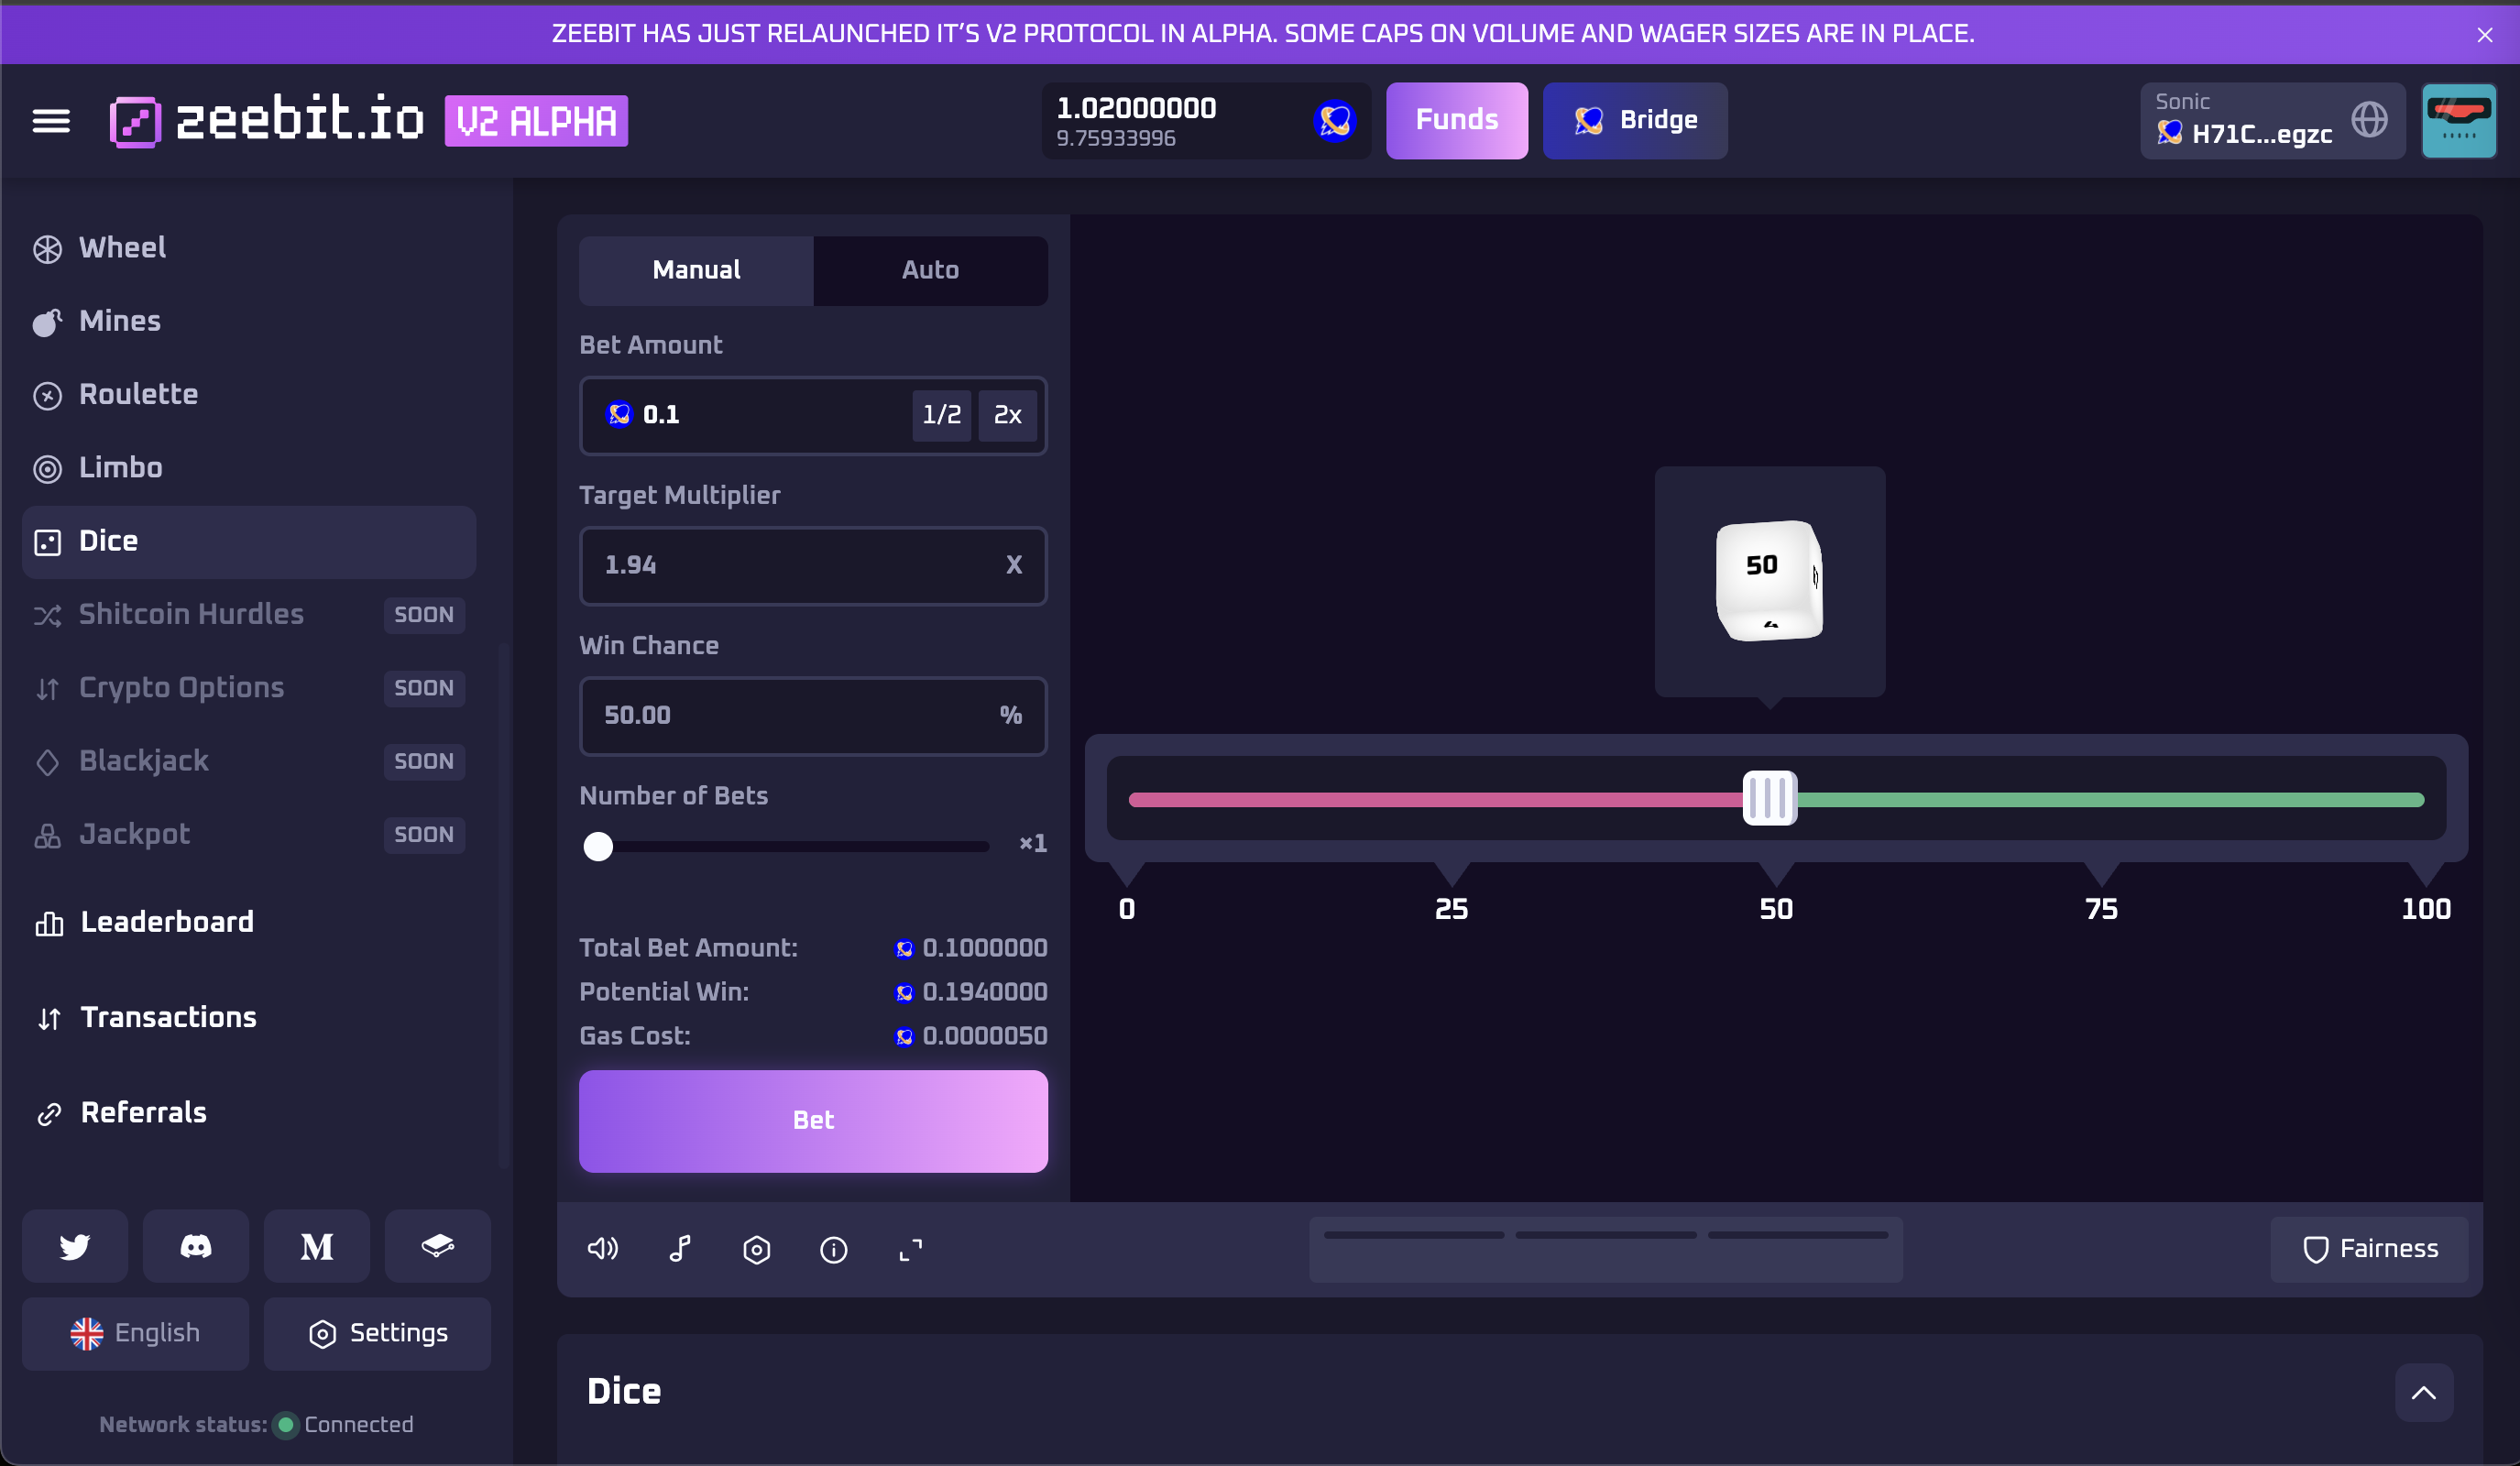 ZEEBIT HAS JUST RELAUNCHED IT’S V2 PROTOCOL IN ALPHA. SOME CAPS ON VOLUME AND WAGER SIZES ARE IN PLACE.
zeebit.io V2 ALPHA
1.02000000
9.75933996
Funds
Bridge
Sonic
H71C...egzc
Wheel
Mines
Roulette
Limbo
Dice
Shitcoin Hurdles SOON
Crypto Options SOON
Blackjack SOON
Jackpot SOON
Leaderboard
Transactions
Referrals
M
English
Settings
Network status: Connected
Manual Auto
Bet Amount
0.1 1/2 2x
Target Multiplier
1.94 X
Win Chance
50.00 %
Number of Bets
×1
Total Bet Amount: 0.1000000
Potential Win: 0.1940000
Gas Cost: 0.0000050
Bet
50
0 25 50 75 100
Fairness
Dice